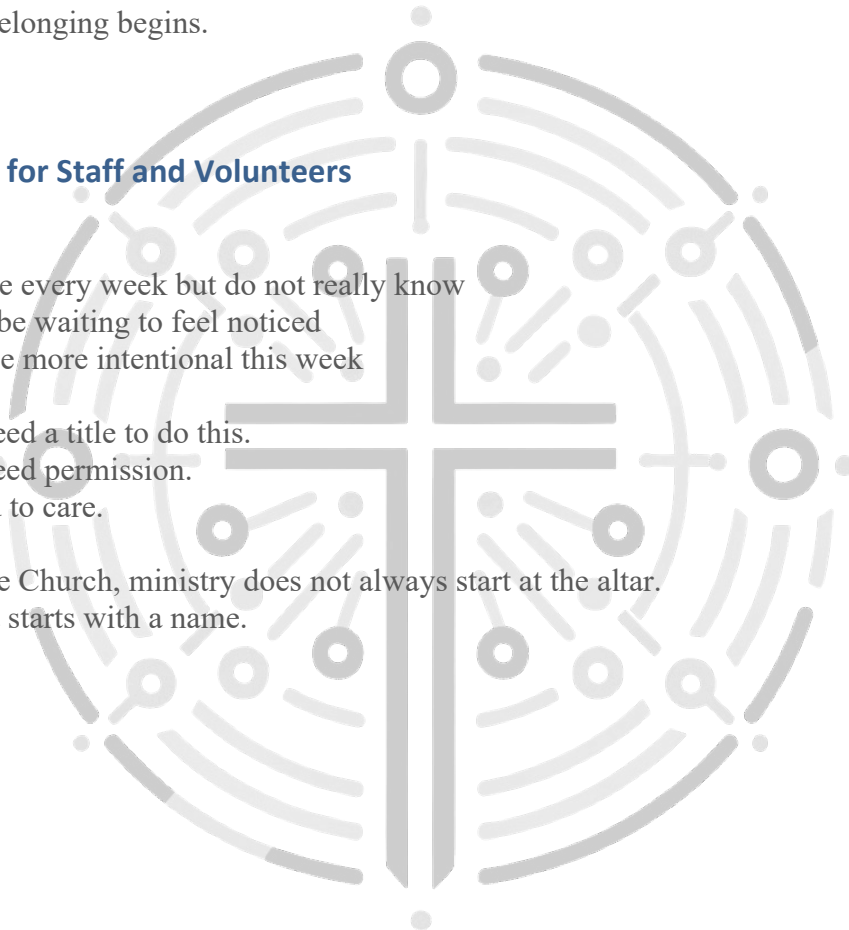 elonging begins.
for Staff and Volunteers
e every week but do not really know
be waiting to feel noticed
e more intentional this week
eed a title to do this.
eed permission.
to care.
e Church, ministry does not always start at the altar.
starts with a name.